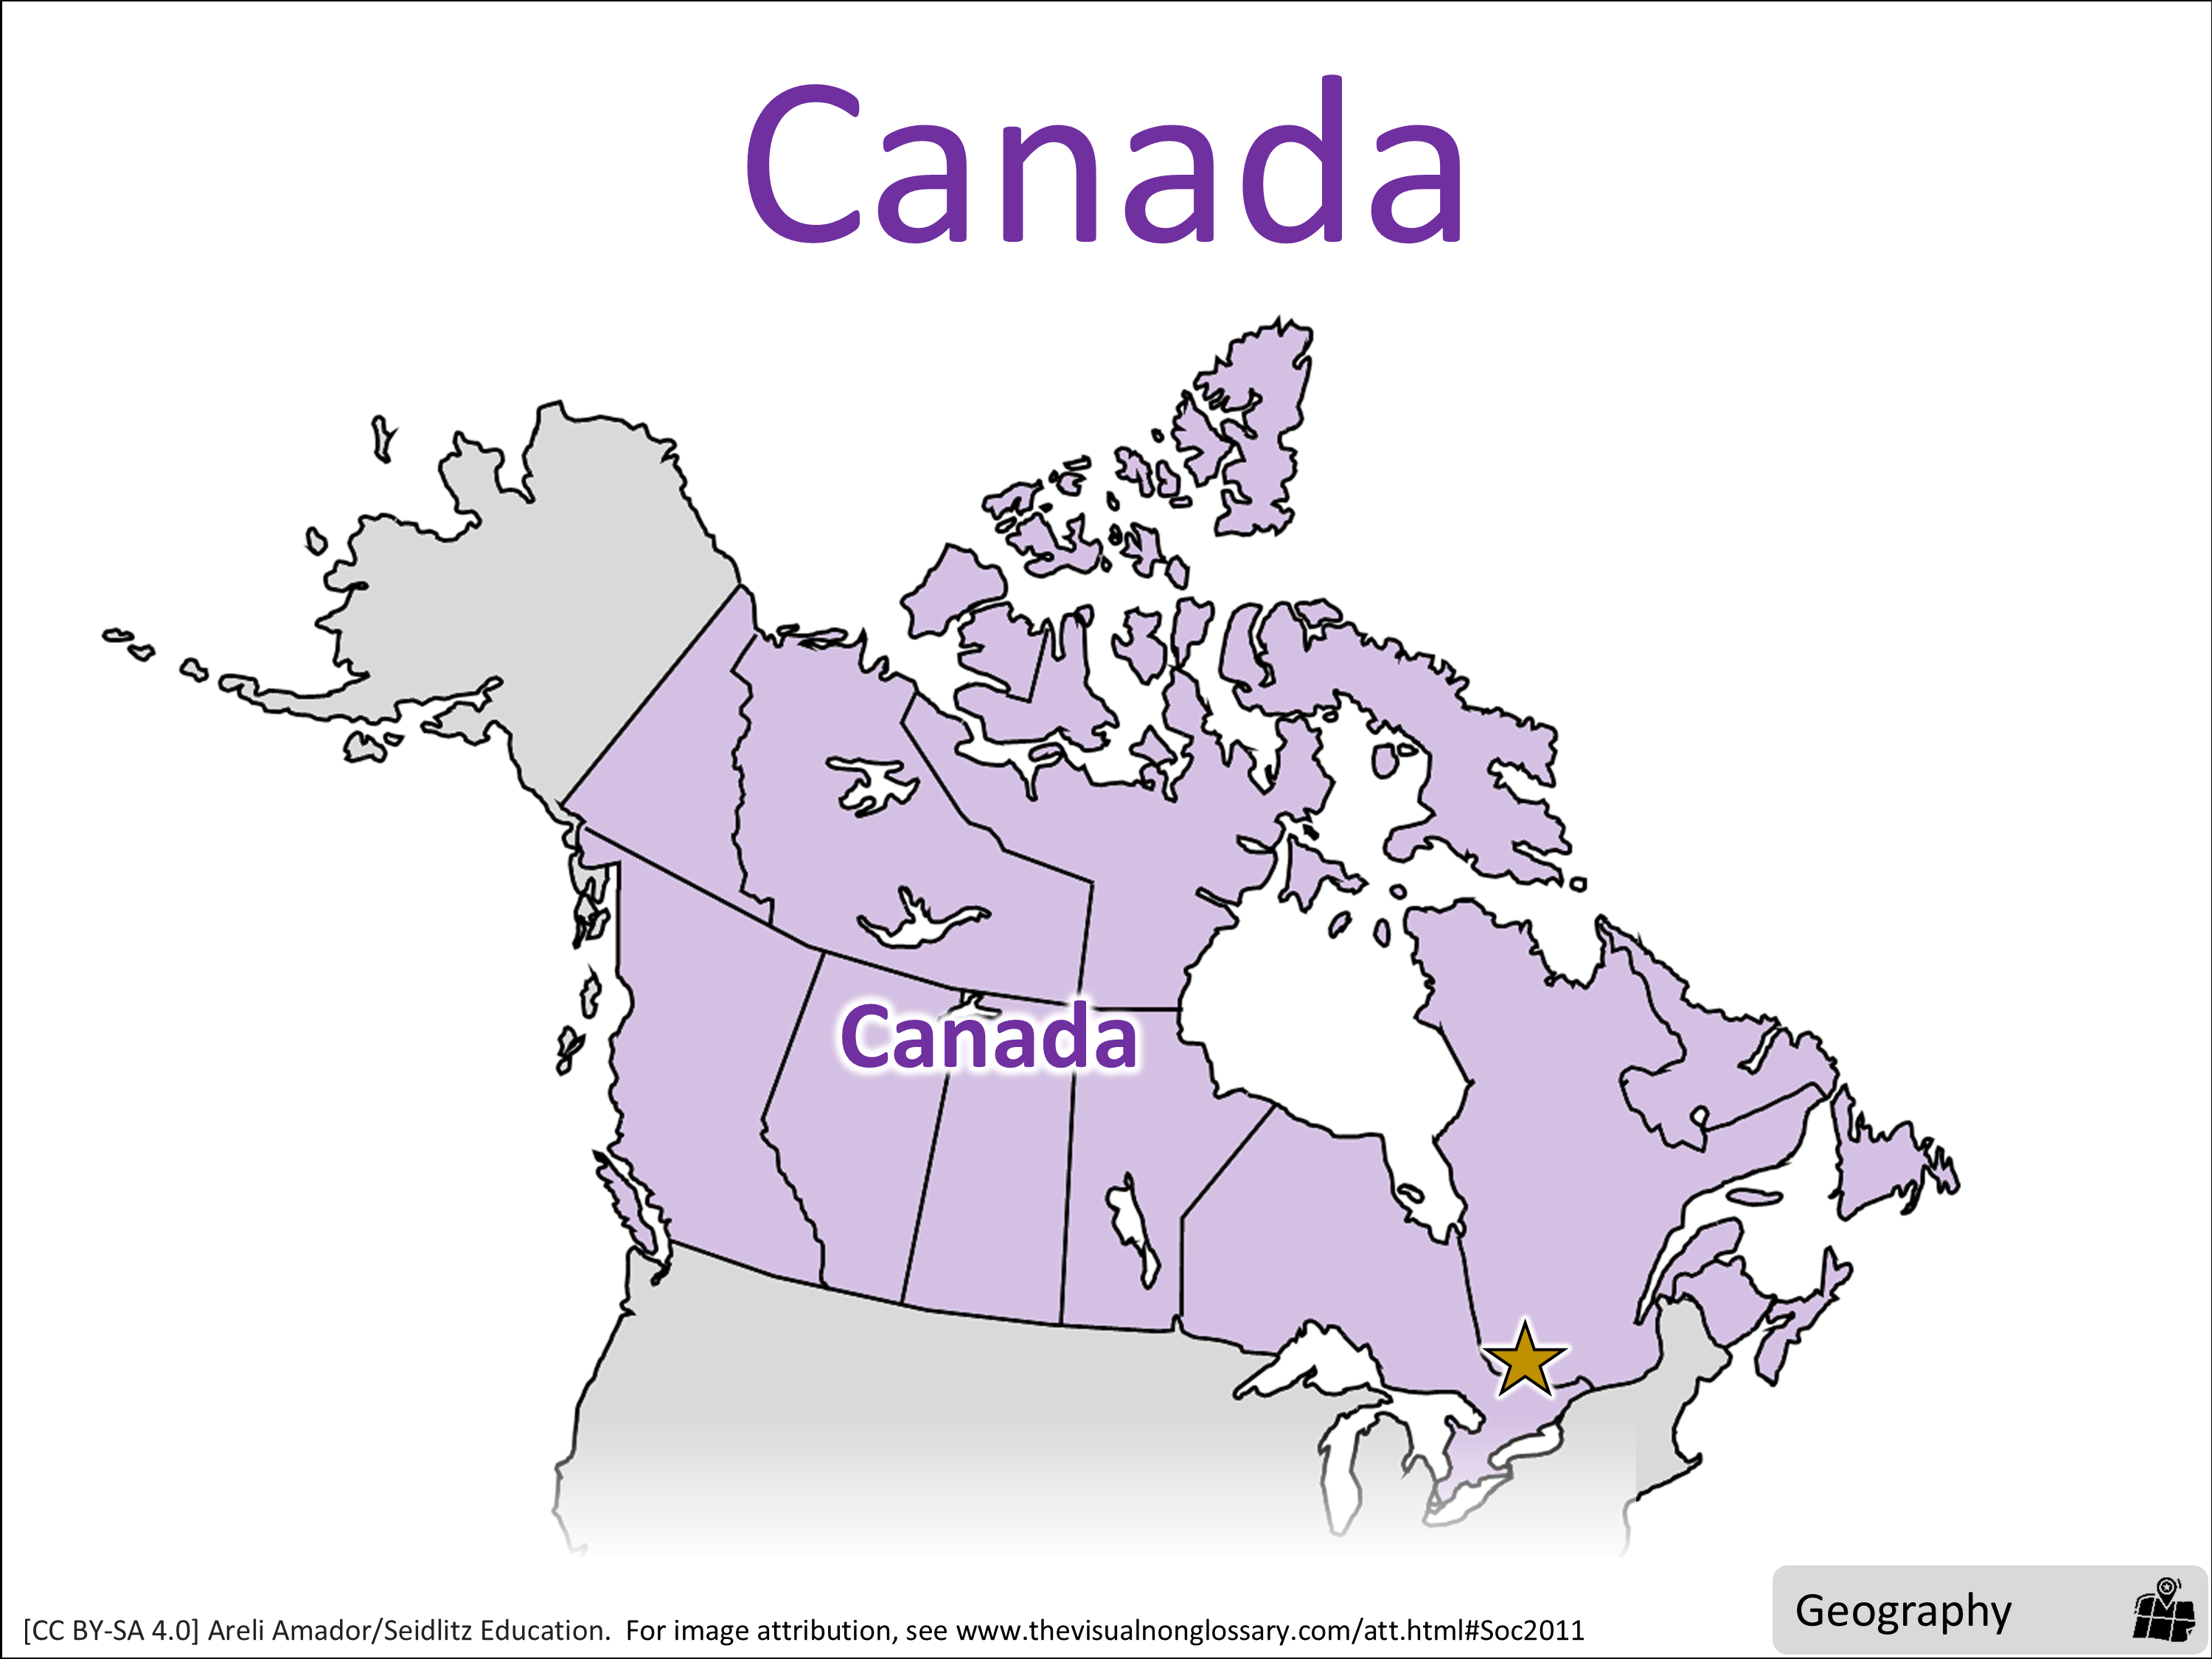 Canada
Canada
[CC BY-SA 4.0] Areli Amador/Seidlitz Education.  For image attribution, see www.thevisualnonglossary.com/att.html#Soc2011
Geography